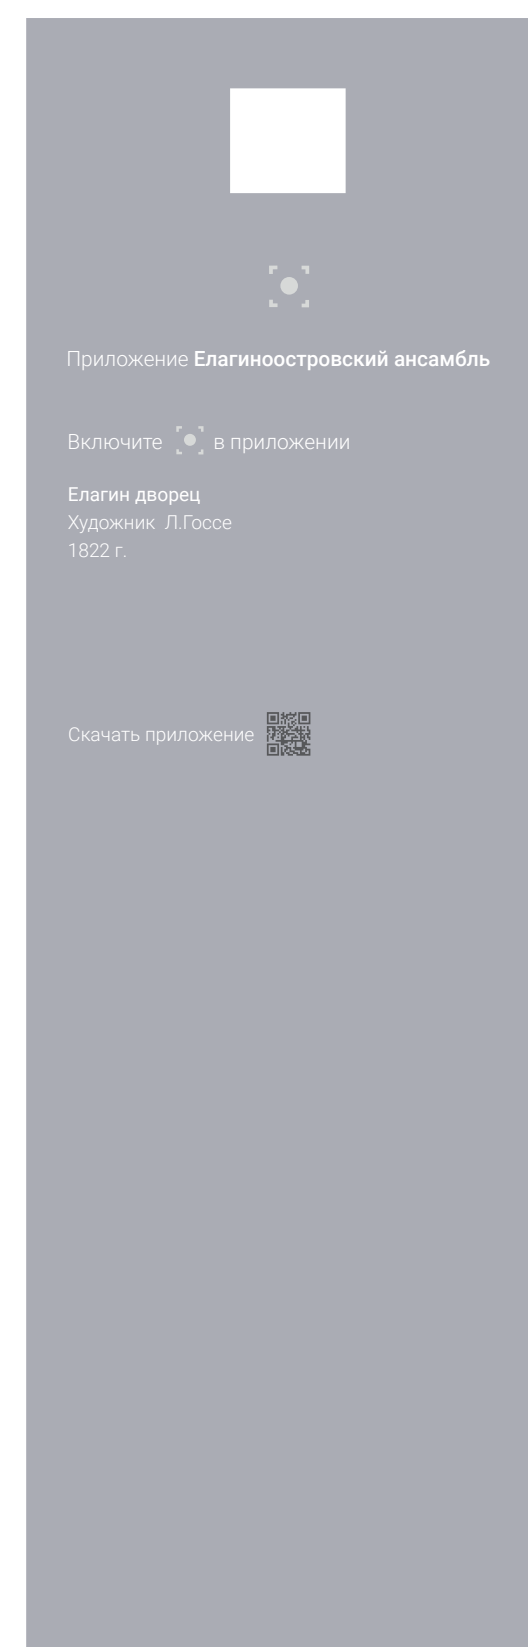 Приложение Елагиноостровский ансамбль
Включите в приложении
Елагин дворец
Художник Л.Госсе
1822 г.
Скачать приложение